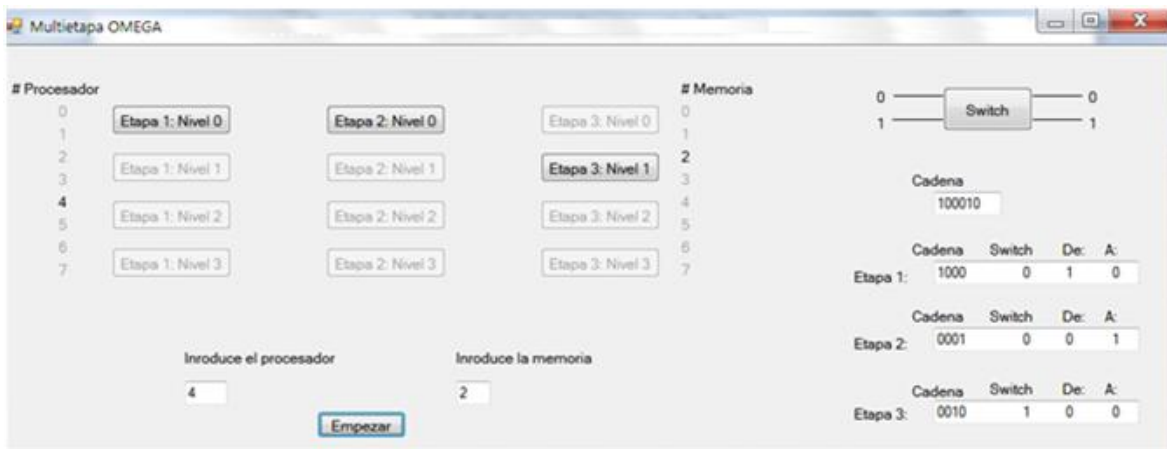 Multietapa OMEGA
# Procesador
# Memoria
0
Etapa 1: Nivel 0
Etapa 2: Nivel 0
Etapa 3: Nivel 0
0
1
1
2
Etapa 1: Nivel 1
Etapa 2: Nivel 1
Etapa 3: Nivel 1
2
3
3
4
Etapa 1: Nivel 2
Etapa 2: Nivel 2
Etapa 3: Nivel 2
4
5
5
6
Etapa 1: Nivel 3
Etapa 2: Nivel 3
Etapa 3: Nivel 3
6
7
7
Inroduce el procesador
Inroduce la memoria
4
2
Empezar
0
Switch
0
1
1
Cadena
100010
Cadena Switch De: A:
Etapa 1: 1000 0 1 0
Cadena Switch De: A:
Etapa 2: 0001 0 0 1
Cadena Switch De: A:
Etapa 3: 0010 1 0 0